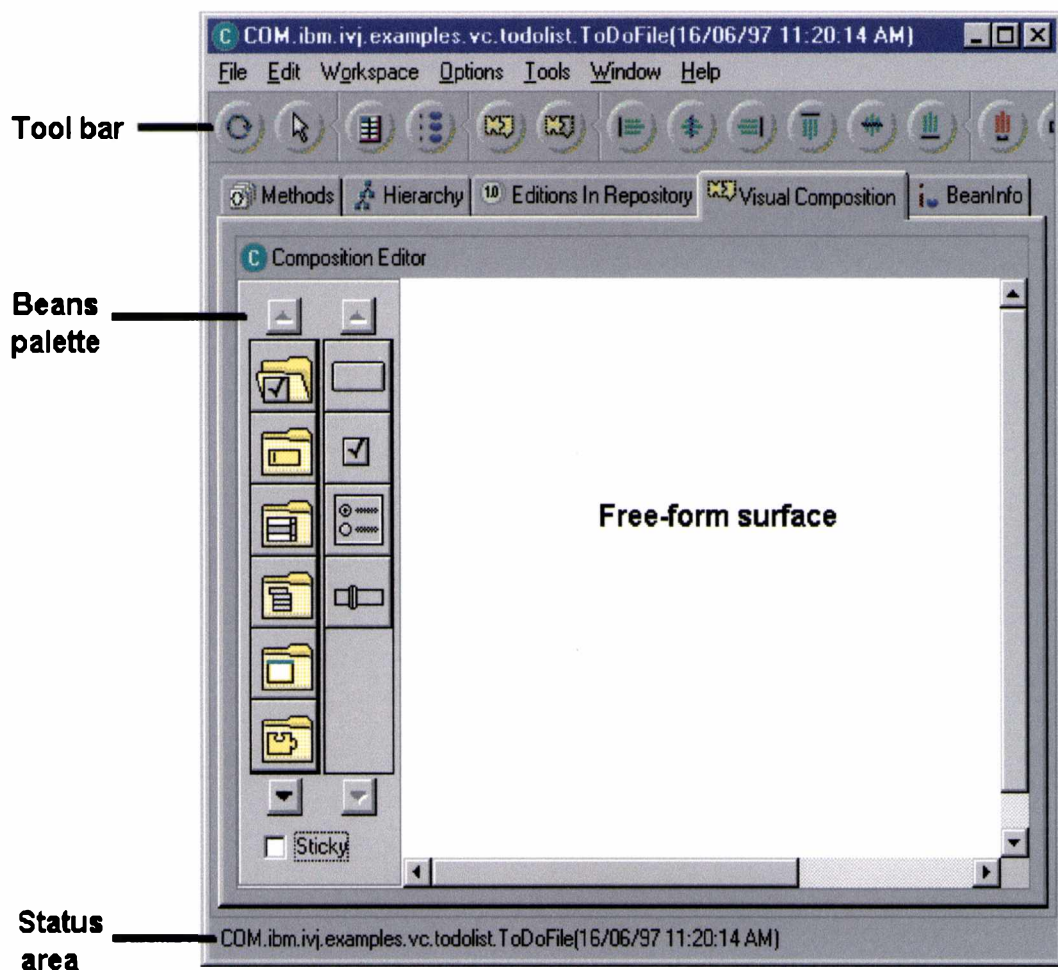 COM.ibm.ivj.examples.vc.todolist.ToDoFile(16/06/97 11:20:14 AM)
File Edit Workspace Options Tools Window Help
Tool bar
Methods Hierarchy 1.0 Editions In Repository Visual Composition i BeanInfo
C Composition Editor
Beans
palette
Free-form surface
Sticky
Status
area
COM.ibm.ivj.examples.vc.todolist.ToDoFile(16/06/97 11:20:14 AM)